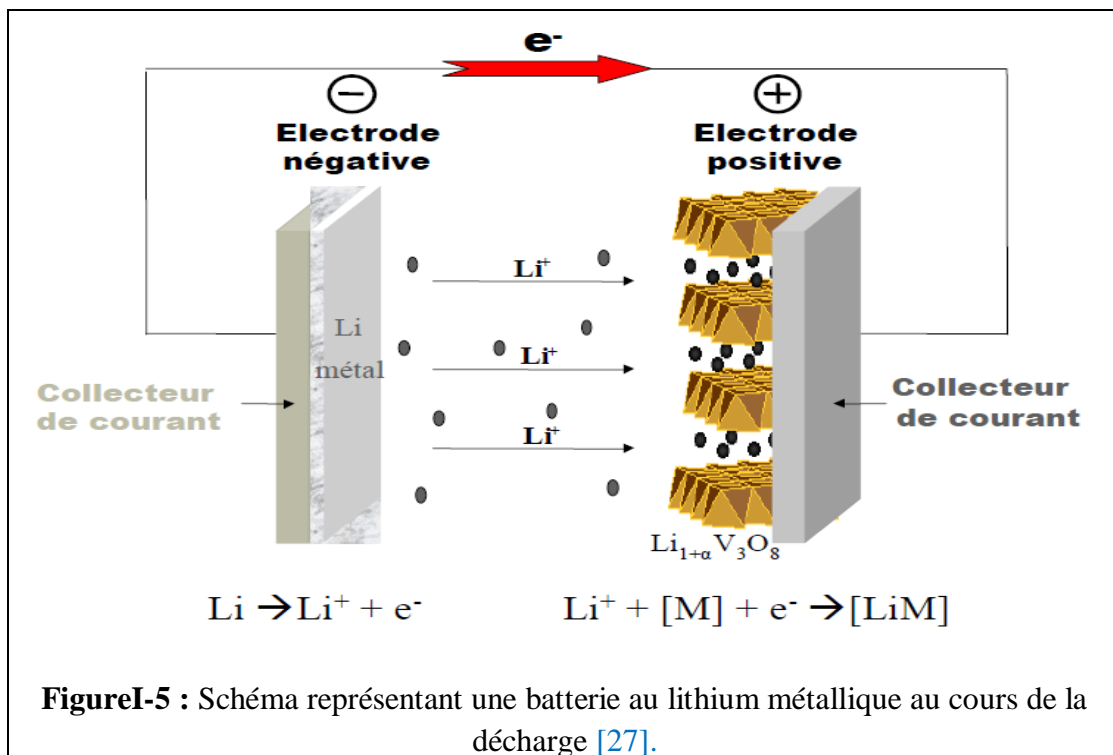 e-
Electrode
négative
Electrode
positive
Li+
Li
métal
Li+
Li+
Collecteur
de courant
Collecteur
de courant
Li1+αV3O8
Li →Li+ + e-
Li+ + [M] + e- →[LiM]
FigureI-5 : Schéma représentant une batterie au lithium métallique au cours de la
décharge [27].